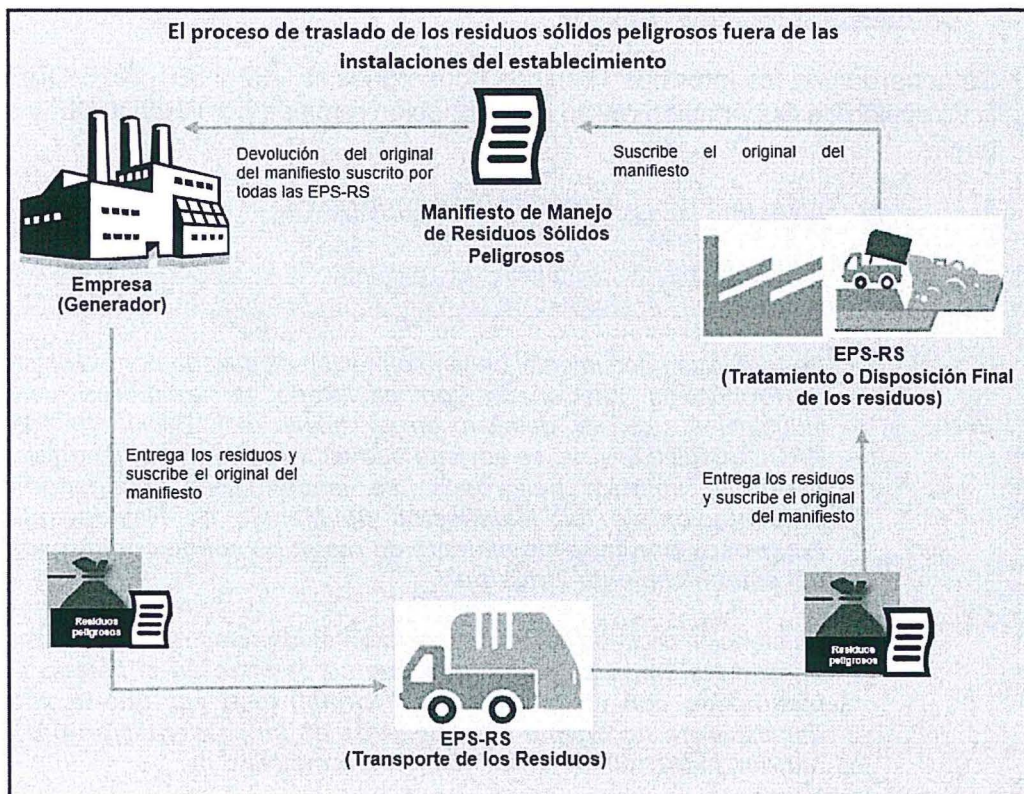 El proceso de traslado de los residuos sólidos peligrosos fuera de las
instalaciones del establecimiento
Devolución del original
del manifiesto suscrito por
todas las EPS-RS
Suscribe el original del
manifiesto
Manifiesto de Manejo
de Residuos Sólidos
Peligrosos
Empresa
(Generador)
EPS-RS
(Tratamiento o Disposición Final
de los residuos)
Entrega los residuos y
suscribe el original del
manifiesto
Entrega los residuos
y suscribe el original
del manifiesto
Residuos
peligrosos
Residuos
peligrosos
EPS-RS
(Transporte de los Residuos)